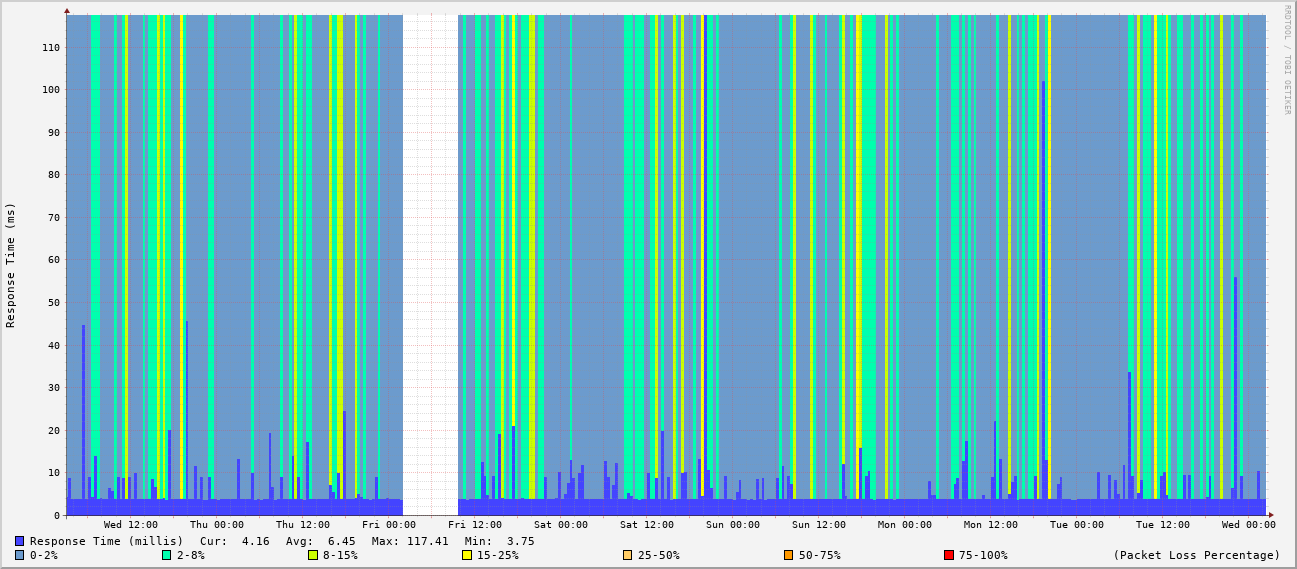 RRDTOOL / TOBI OETIKER
Response Time (ms)
110
100
90
80
70
60
50
40
30
20
10
0
Wed 12:00 Thu 00:00 Thu 12:00 Fri 00:00 Fri 12:00 Sat 00:00 Sat 12:00 Sun 00:00 Sun 12:00 Mon 00:00 Mon 12:00 Tue 00:00 Tue 12:00 Wed 00:00
Response Time (millis) Cur: 4.16 Avg: 6.45 Max: 117.41 Min: 3.75
0-2% 2-8% 8-15% 15-25% 25-50% 50-75% 75-100% (Packet Loss Percentage)